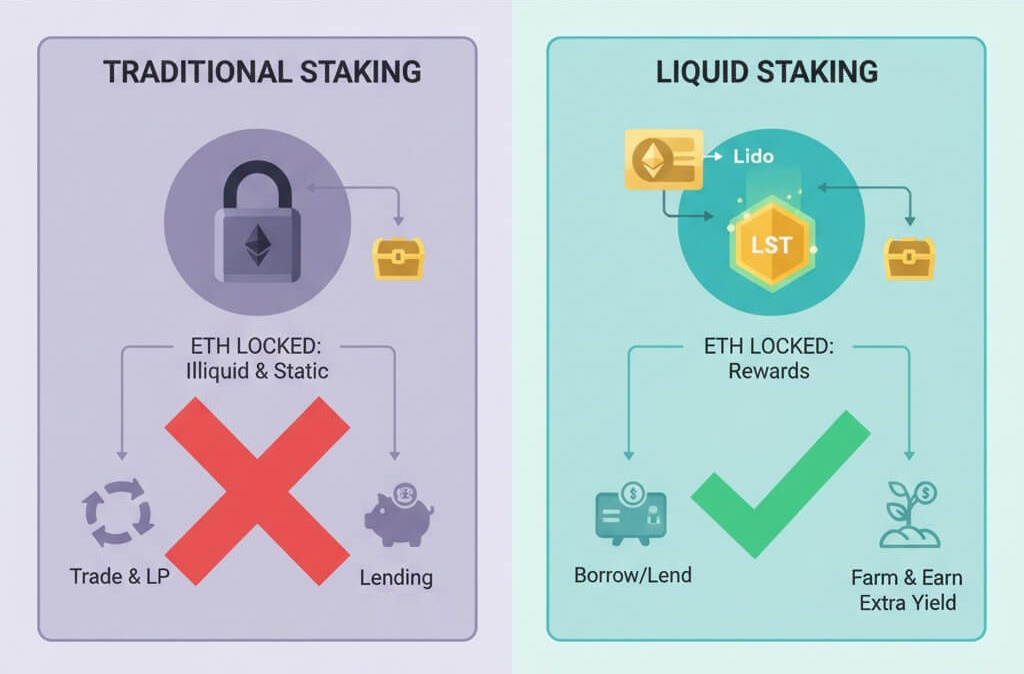 TRADITIONAL STAKING
ETH LOCKED:
Illiquid & Static
Trade & LP
Lending
LIQUID STAKING
Lido
LST
ETH LOCKED:
Rewards
Borrow/Lend
Farm & Earn
Extra Yield